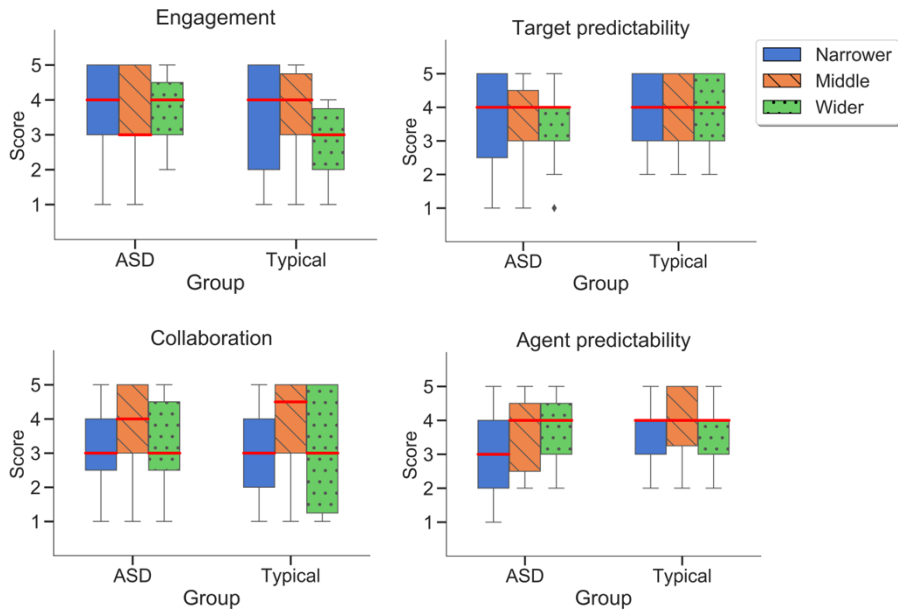 Engagement
Score
5
4
3
2
1
ASD
Typical
Group
Target predictability
Score
5
4
3
2
1
ASD
Typical
Group
Narrower
Middle
Wider
Collaboration
Score
5
4
3
2
1
ASD
Typical
Group
Agent predictability
Score
5
4
3
2
1
ASD
Typical
Group